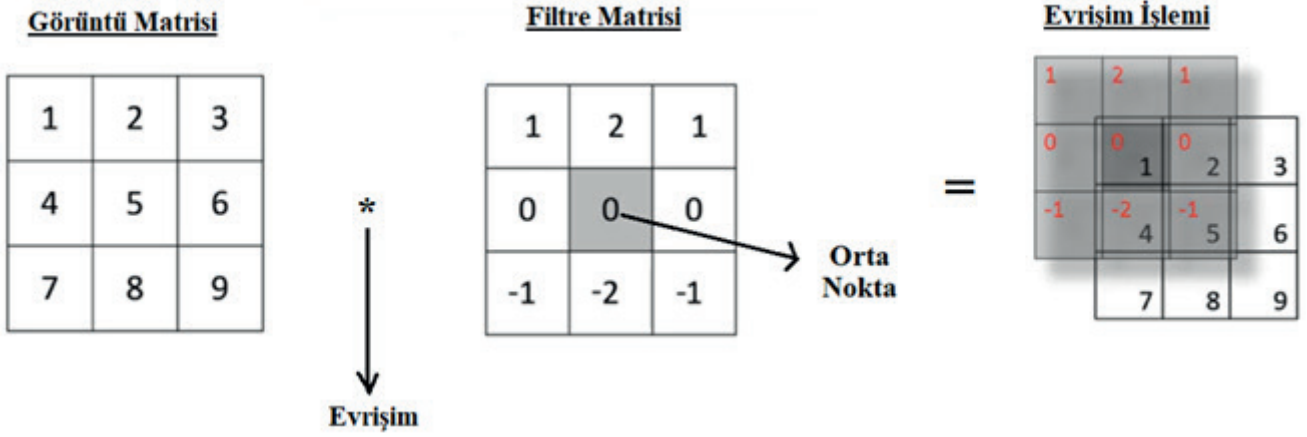 Görüntü Matrisi
1 2 3
4 5 6
7 8 9
*
Evrişim
Filtre Matrisi
1 2 1
0 0 0
-1 -2 -1
Orta
Nokta
=
Evrişim İşlemi
1 2 1
0 0 0
1 2 3
-1 -2 -1
4 5 6
7 8 9